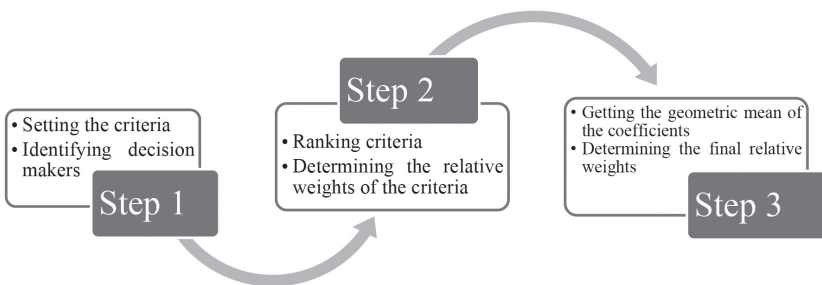 • Setting the criteria
• Identifying decision
makers
Step 1
Step 2
• Ranking criteria
• Determining the relative
weights of the criteria
• Getting the geometric mean of
the coefficients
• Determining the final relative
weights
Step 3